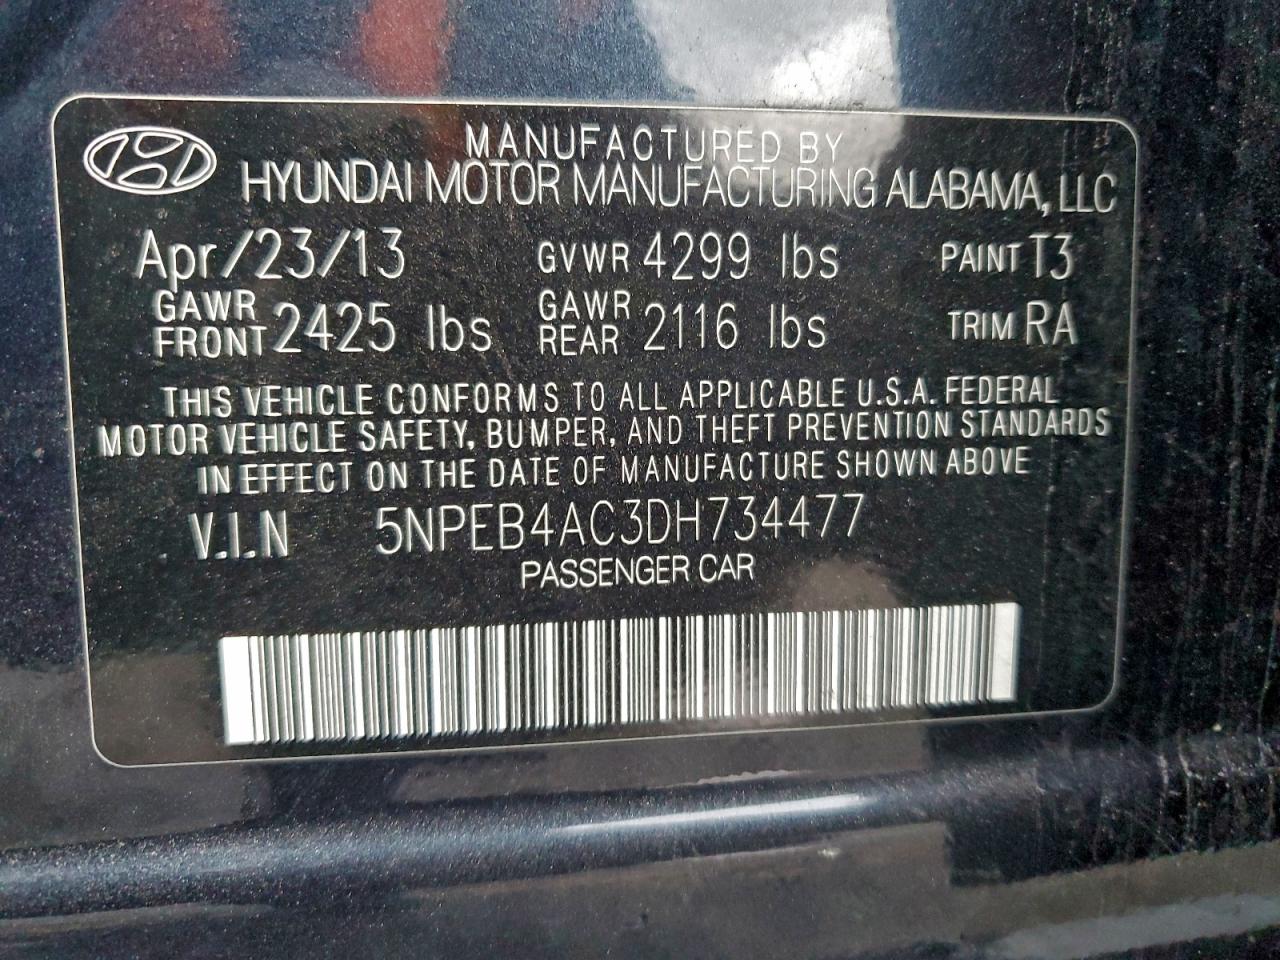 MANUFACTURED BY
HYUNDAI MOTOR MANUFACTURING ALABAMA, LLC
Apr/23/13 GVWR 4299 lbs PAINT T3
GAWR FRONT 2425 lbs GAWR REAR 2116 lbs TRIM RA
THIS VEHICLE CONFORMS TO ALL APPLICABLE U.S.A. FEDERAL
MOTOR VEHICLE SAFETY, BUMPER, AND THEFT PREVENTION STANDARDS
IN EFFECT ON THE DATE OF MANUFACTURE SHOWN ABOVE
V.I.N 5NPEB4AC3DH734477
PASSENGER CAR